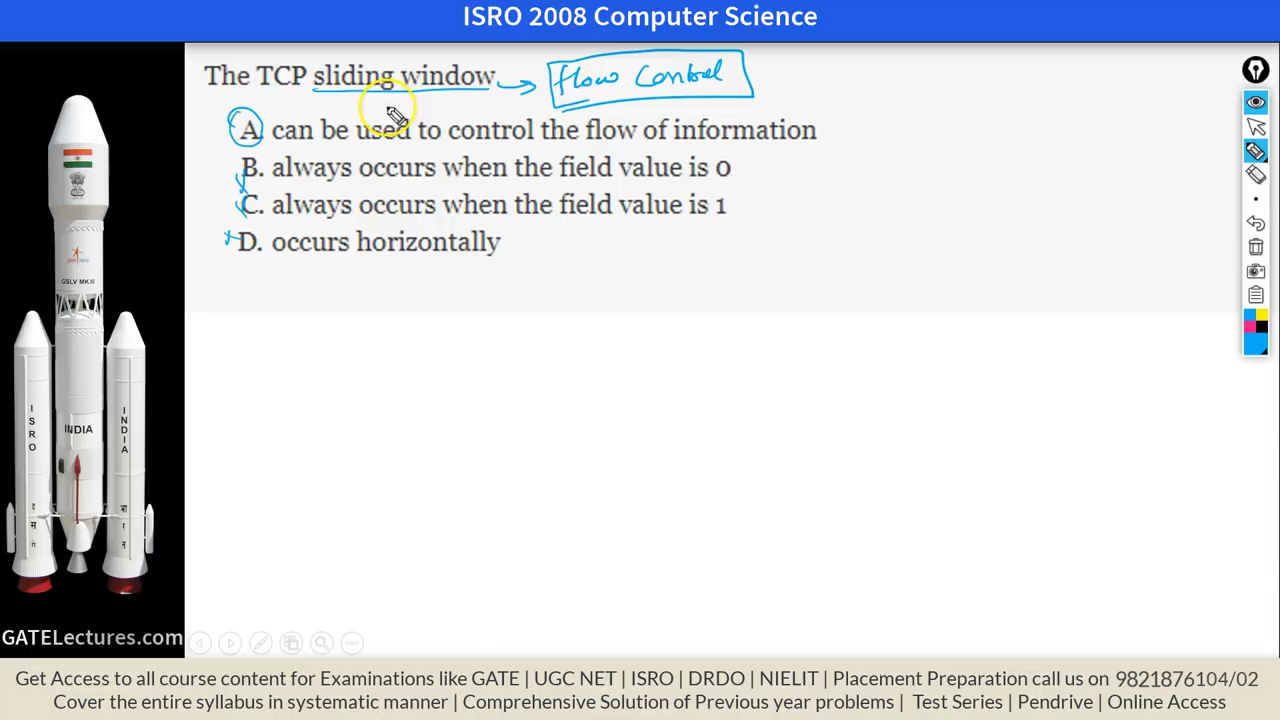 ISRO 2008 Computer Science
The TCP sliding window → flow Control
A. can be used to control the flow of information
B. always occurs when the field value is 0
C. always occurs when the field value is 1
D. occurs horizontally
GSLV MKIII
I
S
R
O
INDIA
I
N
D
I
A
GATELectures.com
Get Access to all course content for Examinations like GATE | UGC NET | ISRO | DRDO | NIELIT | Placement Preparation call us on 9821876104/02
Cover the entire syllabus in systematic manner | Comprehensive Solution of Previous year problems | Test Series | Pendrive | Online Access